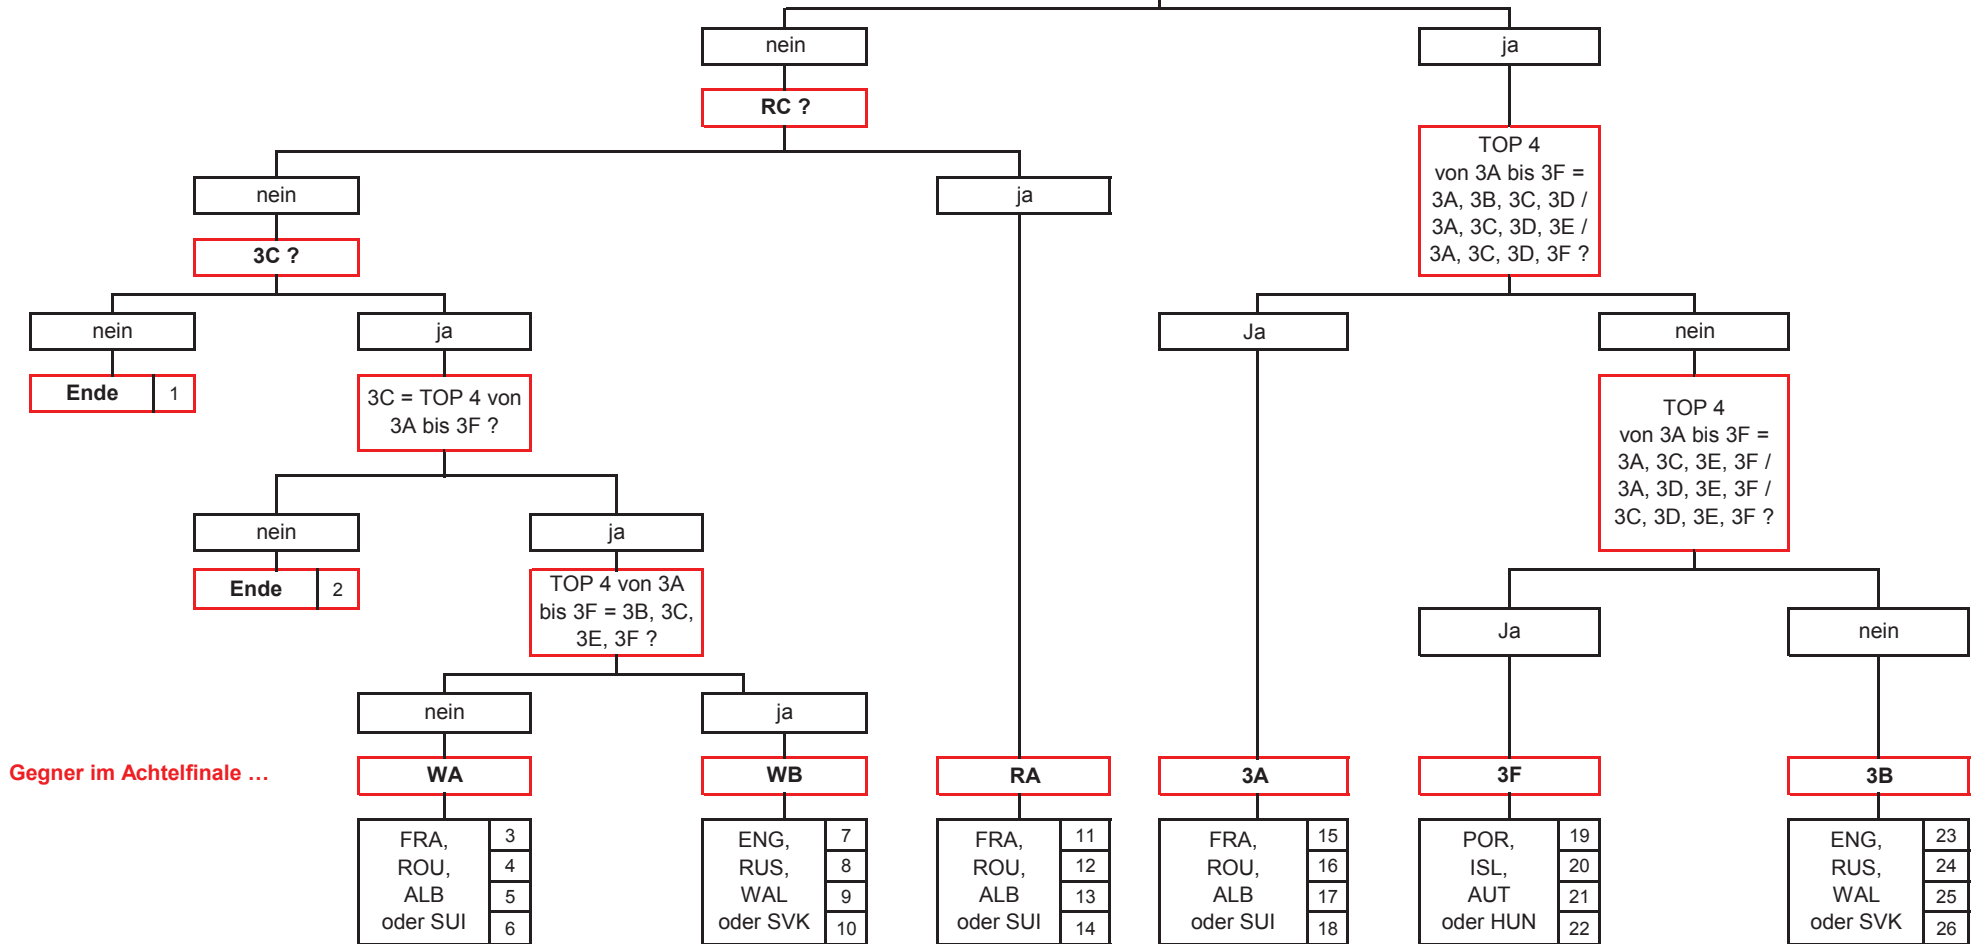 nein
ja
RC ?
TOP 4
von 3A bis 3F =
3A, 3B, 3C, 3D /
3A, 3C, 3D, 3E /
3A, 3C, 3D, 3F ?
nein
ja
3C ?
nein
ja
Ja
nein
Ende 1
3C = TOP 4 von
3A bis 3F ?
TOP 4
von 3A bis 3F =
3A, 3C, 3E, 3F /
3A, 3D, 3E, 3F /
3C, 3D, 3E, 3F ?
nein
ja
Ende 2
TOP 4 von 3A
bis 3F = 3B, 3C,
3E, 3F ?
Ja
nein
nein
ja
Gegner im Achtelfinale …
WA
WB
RA
3A
3F
3B
FRA, 3
ROU, 4
ALB 5
oder SUI 6
ENG, 7
RUS, 8
WAL 9
oder SVK 10
FRA, 11
ROU, 12
ALB 13
oder SUI 14
FRA, 15
ROU, 16
ALB 17
oder SUI 18
POR, 19
ISL, 20
AUT 21
oder HUN 22
ENG, 23
RUS, 24
WAL 25
oder SVK 26